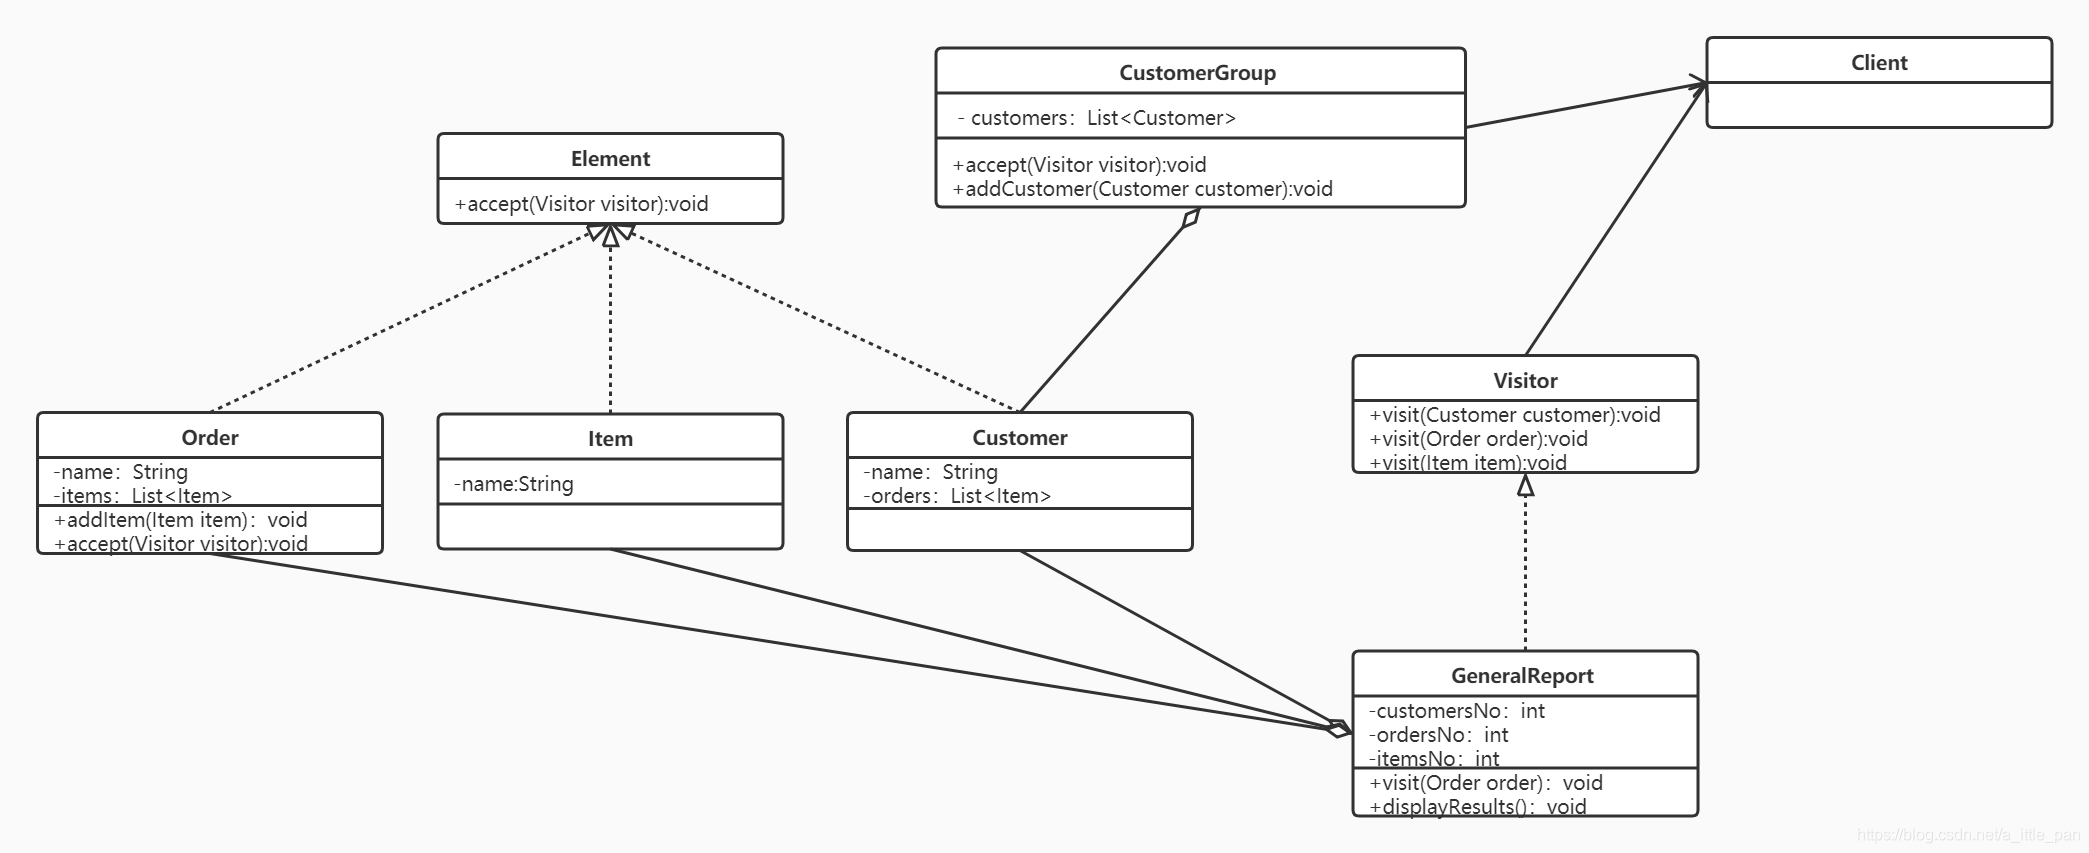 Element
+accept(Visitor visitor):void
CustomerGroup
- customers：List<Customer>
+accept(Visitor visitor):void
+addCustomer(Customer customer):void
Client
Order
-name：String
-items：List<Item>
+addItem(Item item)：void
+accept(Visitor visitor):void
Item
-name:String
Customer
-name：String
-orders：List<Item>
Visitor
+visit(Customer customer):void
+visit(Order order):void
+visit(Item item):void
GeneralReport
-customersNo：int
-ordersNo：int
-itemsNo：int
+visit(Order order)：void
+displayResults()：void
https://blog.csdn.net/a_ittle_pan